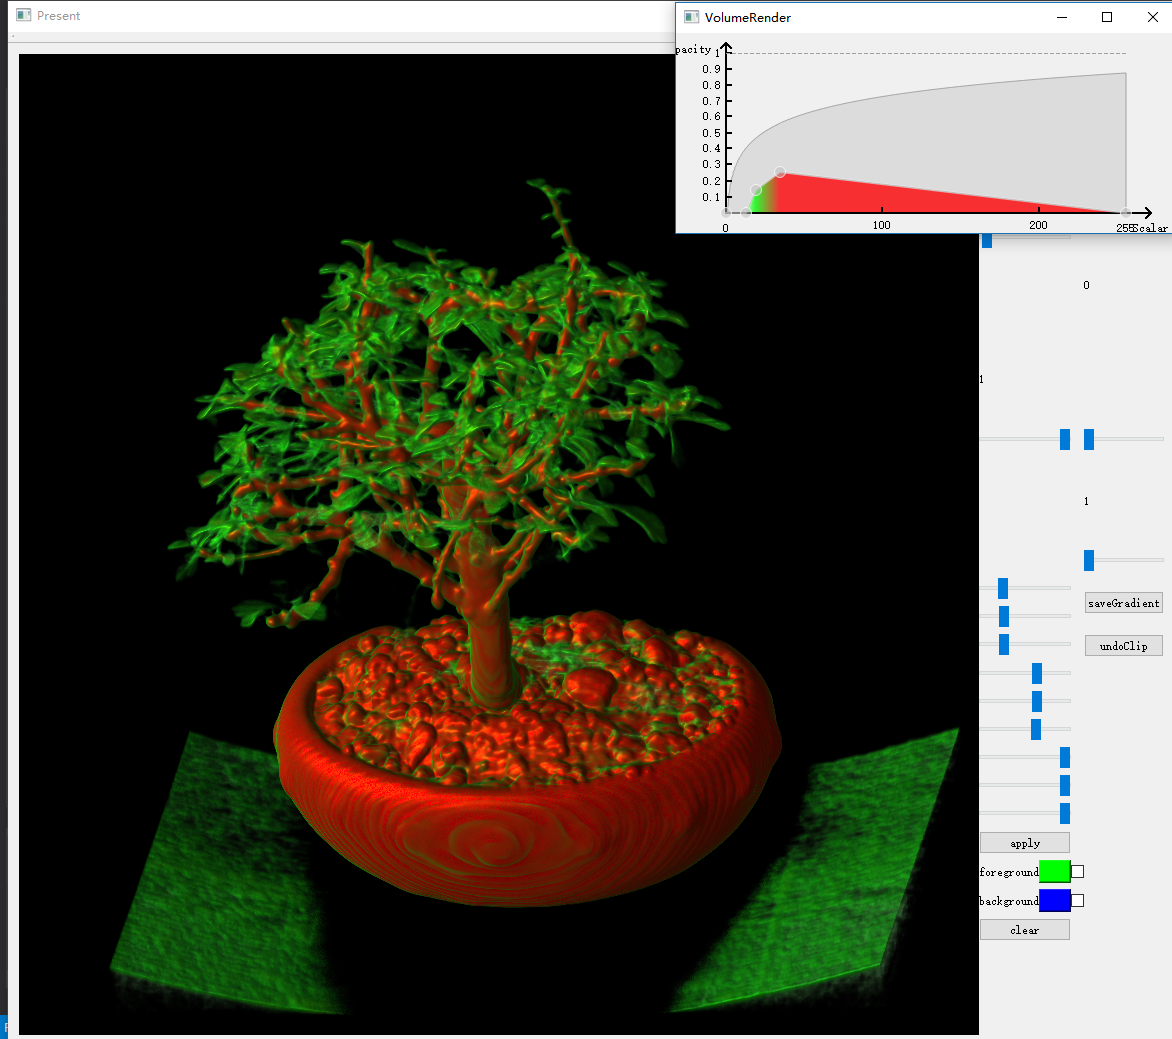 Present
VolumeRender
pacity
1
0.9
0.8
0.7
0.6
0.5
0.4
0.3
0.2
0.1
0
100
200
255
Scalar
0
1
1
saveGradient
undoClip
apply
foreground
background
clear